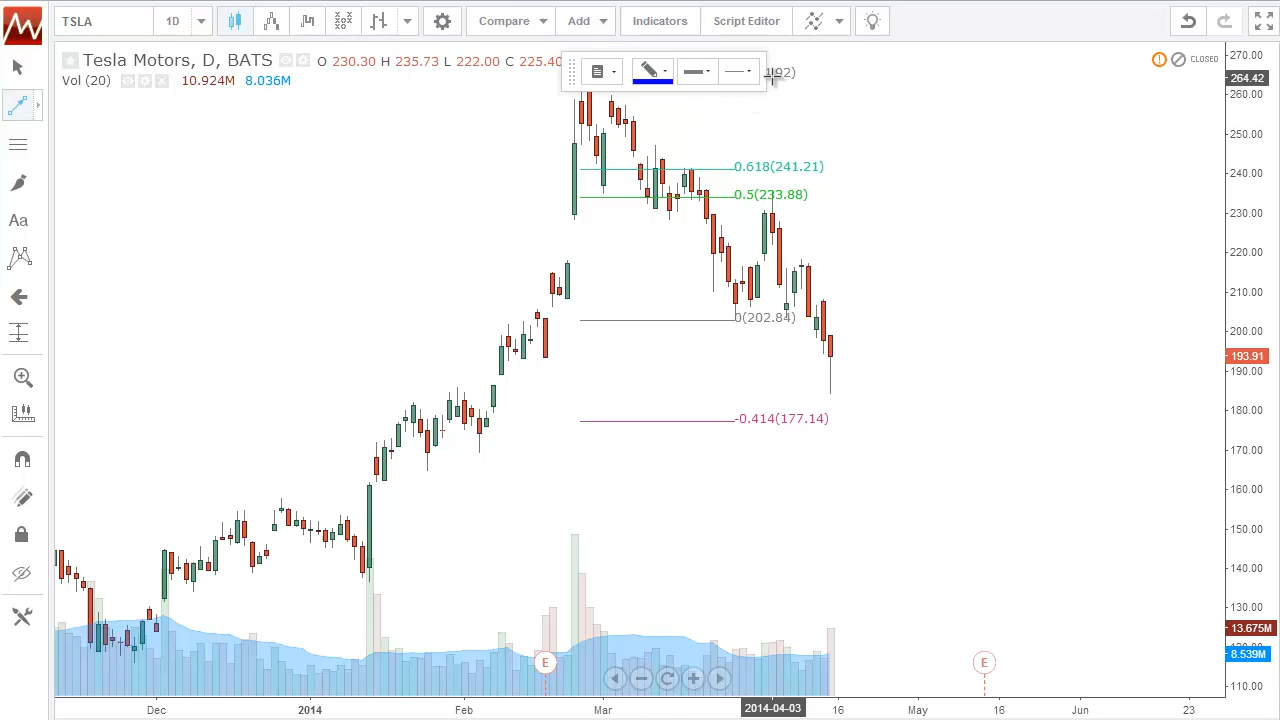 TSLA 1D Compare Add Indicators Script Editor
Tesla Motors, D, BATS O 230.30 H 235.73 L 222.00 C 225.40
Vol (20) 10.924M 8.036M
CLOSED
Aa
0.618(241.21)
0.5(233.88)
0(202.84)
-0.414(177.14)
270.00
264.42
260.00
250.00
240.00
230.00
220.00
210.00
200.00
193.91
190.00
180.00
170.00
160.00
150.00
140.00
130.00
13.675M
8.539M
110.00
E E
Dec 2014 Feb Mar 2014-04-03 16 May 16 Jun 23